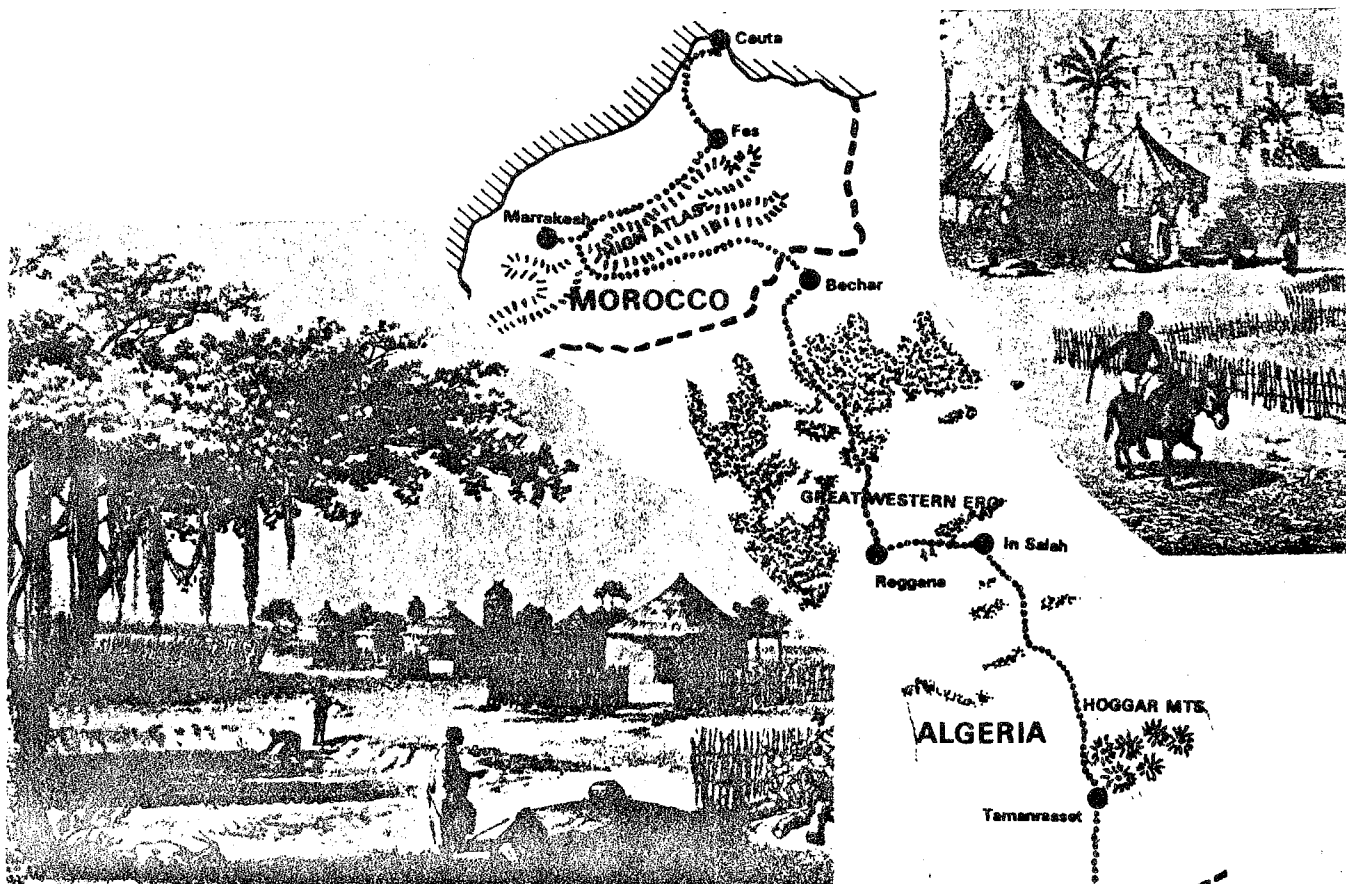 Ceuta
Fes
HIGH ATLAS
Marrakesh
MOROCCO
Bechar
GREAT WESTERN ERG
In Salah
Reggane
HOGGAR MTS
ALGERIA
Tamanrasset